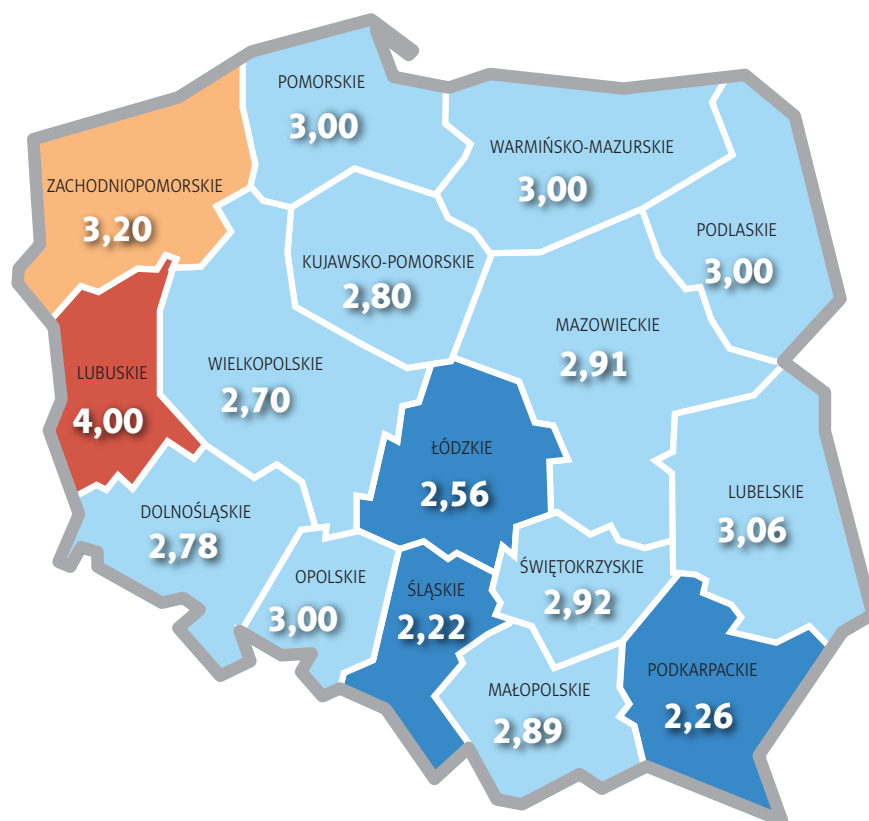 POMORSKIE
3,00
WARMIŃSKO-MAZURSKIE
3,00
ZACHODNIOPOMORSKIE
3,20
PODLASKIE
3,00
KUJAWSKO-POMORSKIE
2,80
MAZOWIECKIE
2,91
WIELKOPOLSKIE
2,70
LUBUSKIE
4,00
ŁÓDZKIE
2,56
LUBELSKIE
3,06
DOLNOŚLĄSKIE
2,78
OPOLSKIE
3,00
ŚLĄSKIE
2,22
ŚWIĘTOKRZYSKIE
2,92
MAŁOPOLSKIE
2,89
PODKARPACKIE
2,26